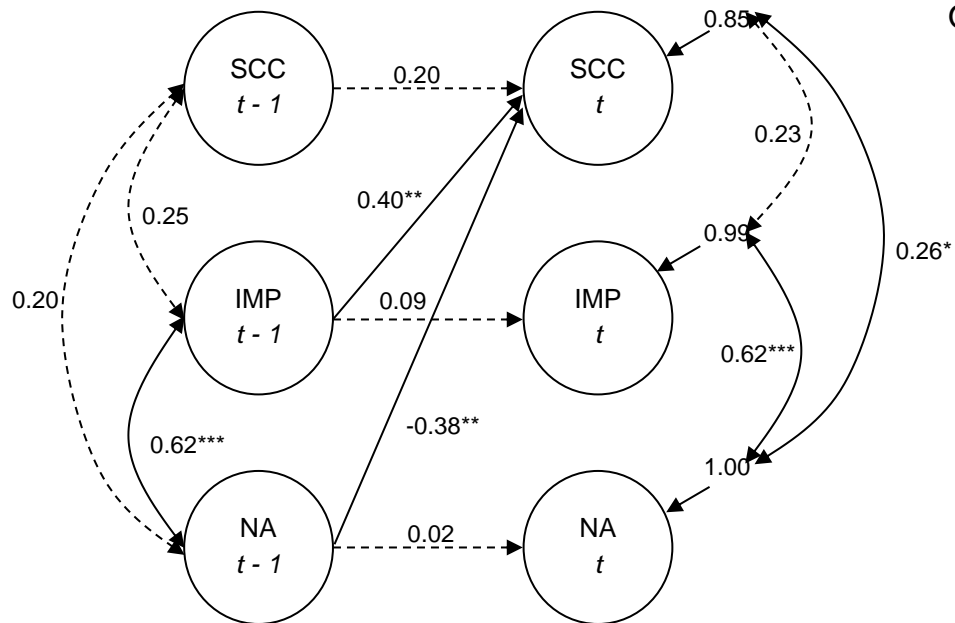 SCC
t - 1
0.20
SCC
t
0.85
0.23
0.25
0.40**
0.99
0.26*
0.20
IMP
t - 1
0.09
IMP
t
0.62***
0.62***
-0.38**
1.00
NA
t - 1
0.02
NA
t